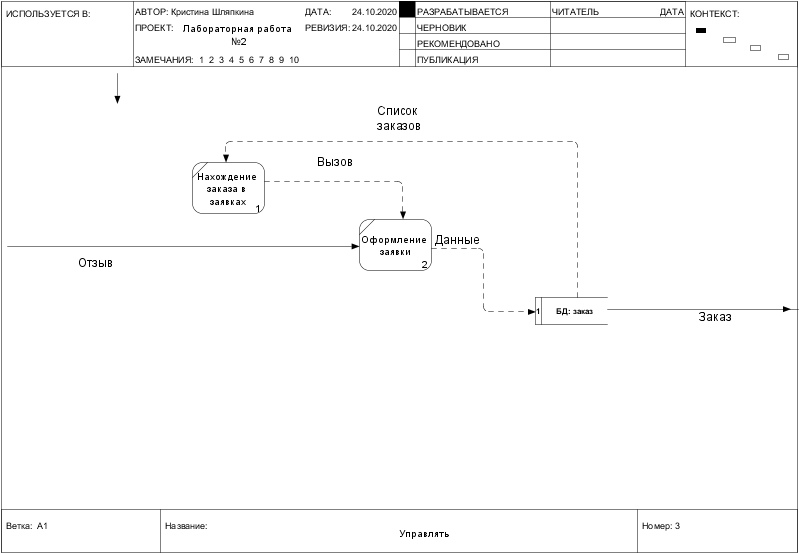 ИСПОЛЬЗУЕТСЯ В:
АВТОР: Кристина Шляпкина
ДАТА: 24.10.2020
РАЗРАБАТЫВАЕТСЯ
ЧИТАТЕЛЬ
ДАТА
КОНТЕКСТ:
ПРОЕКТ: Лабораторная работа
№2
РЕВИЗИЯ: 24.10.2020
ЧЕРНОВИК
РЕКОМЕНДОВАНО
ЗАМЕЧАНИЯ: 1 2 3 4 5 6 7 8 9 10
ПУБЛИКАЦИЯ
Список
заказов
Вызов
Нахождение
заказа в
заявках
1
Оформление
заявки
2
Данные
Отзыв
1
БД: заказ
Заказ
Ветка: А1
Название:
Управлять
Номер: 3